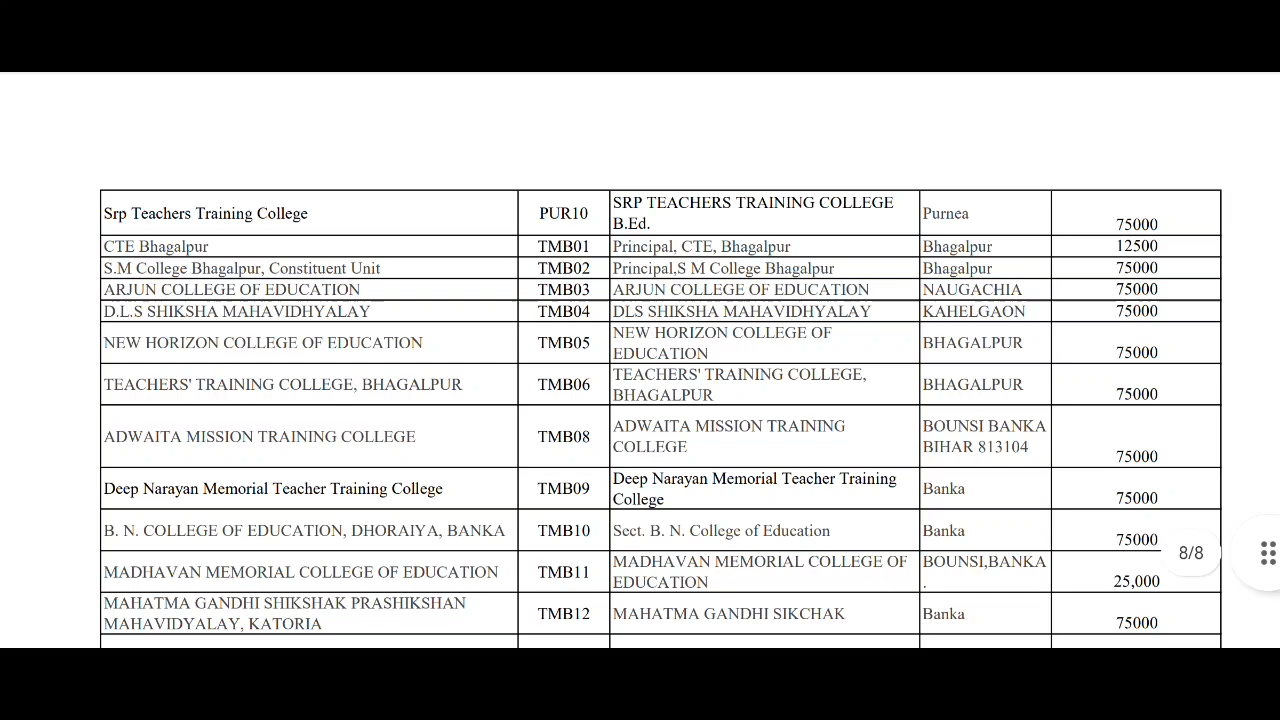 Srp Teachers Training College PUR10 SRP TEACHERS TRAINING COLLEGE B.Ed. Purnea 75000
CTE Bhagalpur TMB01 Principal, CTE, Bhagalpur Bhagalpur 12500
S.M College Bhagalpur, Constituent Unit TMB02 Principal,S M College Bhagalpur Bhagalpur 75000
ARJUN COLLEGE OF EDUCATION TMB03 ARJUN COLLEGE OF EDUCATION NAUGACHIA 75000
D.L.S SHIKSHA MAHAVIDHYALAY TMB04 DLS SHIKSHA MAHAVIDHYALAY KAHELGAON 75000
NEW HORIZON COLLEGE OF EDUCATION TMB05 NEW HORIZON COLLEGE OF EDUCATION BHAGALPUR 75000
TEACHERS' TRAINING COLLEGE, BHAGALPUR TMB06 TEACHERS' TRAINING COLLEGE, BHAGALPUR BHAGALPUR 75000
ADWAITA MISSION TRAINING COLLEGE TMB08 ADWAITA MISSION TRAINING COLLEGE BOUNSI BANKA BIHAR 813104 75000
Deep Narayan Memorial Teacher Training College TMB09 Deep Narayan Memorial Teacher Training College Banka 75000
B. N. COLLEGE OF EDUCATION, DHORAIYA, BANKA TMB10 Sect. B. N. College of Education Banka 75000
8/8
MADHAVAN MEMORIAL COLLEGE OF EDUCATION TMB11 MADHAVAN MEMORIAL COLLEGE OF EDUCATION BOUNSI,BANKA . 25,000
MAHATMA GANDHI SHIKSHAK PRASHIKSHAN MAHAVIDYALAY, KATORIA TMB12 MAHATMA GANDHI SIKCHAK Banka 75000